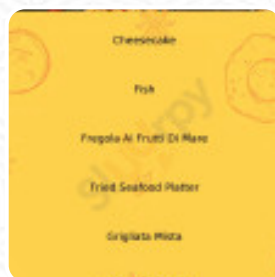 Cheesecake
Fish
Fregola Ai Frutti Di Mare
Fried Seafood Platter
Grigliata Mista